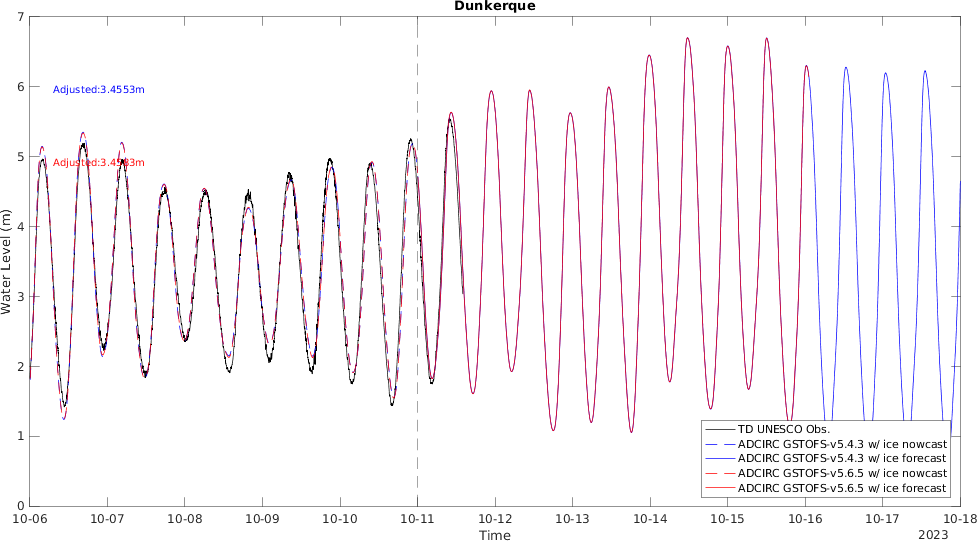 Dunkerque
7
6
5
4
3
2
1
0
Water Level (m)
Adjusted:3.4553m
Adjusted:3.4583m
TD UNESCO Obs.
ADCIRC GSTOFS-v5.4.3 w/ ice nowcast
ADCIRC GSTOFS-v5.4.3 w/ ice forecast
ADCIRC GSTOFS-v5.6.5 w/ ice nowcast
ADCIRC GSTOFS-v5.6.5 w/ ice forecast
10-06 10-07 10-08 10-09 10-10 10-11 10-12 10-13 10-14 10-15 10-16 10-17 10-18
Time
2023